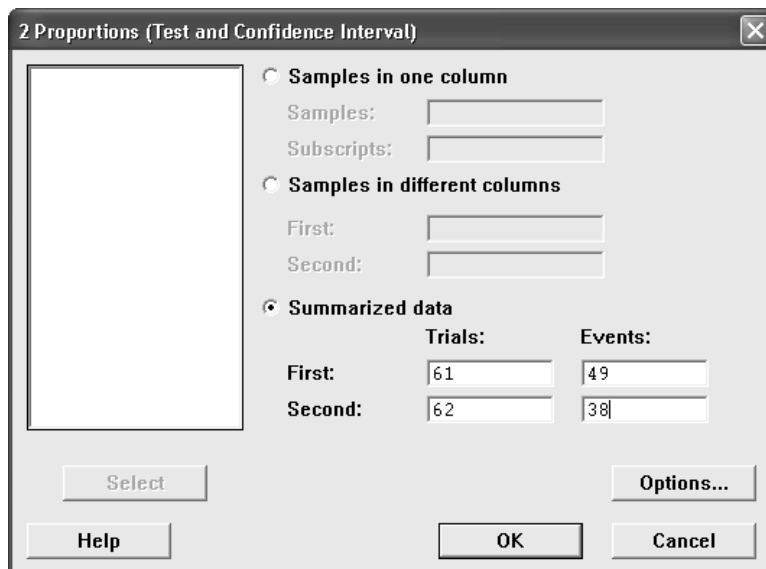 2 Proportions (Test and Confidence Interval)
Samples in one column
Samples:
Subscripts:
Samples in different columns
First:
Second:
Summarized data
Trials: Events:
First: 61 49
Second: 62 38
Select
Options...
Help OK Cancel